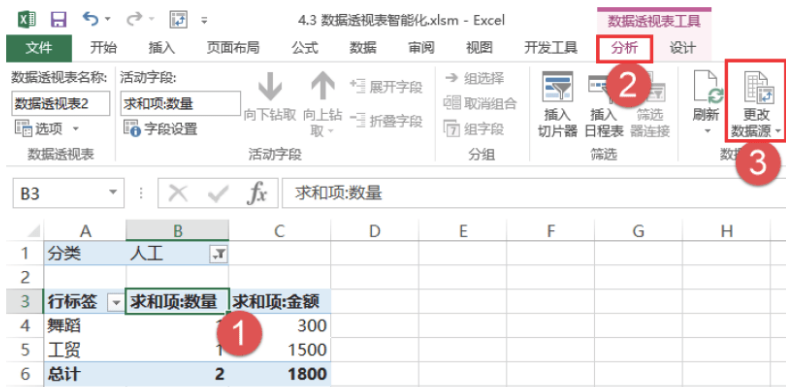 4.3 数据透视表智能化.xlsm - Excel
数据透视表工具
文件 开始 插入 页面布局 公式 数据 审阅 视图 开发工具 分析 设计
2
数据透视表名称: 活动字段:
数据透视表2 求和项:数量
选项 字段设置
向下钻取 向上钻取
展开字段
折叠字段
组选择
取消组合
组字段
插入切片器 插入日程表 筛选器连接
刷新 更改数据源
数据透视表 活动字段 分组 筛选
3
B3 fx 求和项:数量
A B C D E F G H
1 分类 人工
2
3 行标签 求和项:数量 求和项:金额
1
4 舞蹈 300
5 工贸 1 1500
6 总计 2 1800